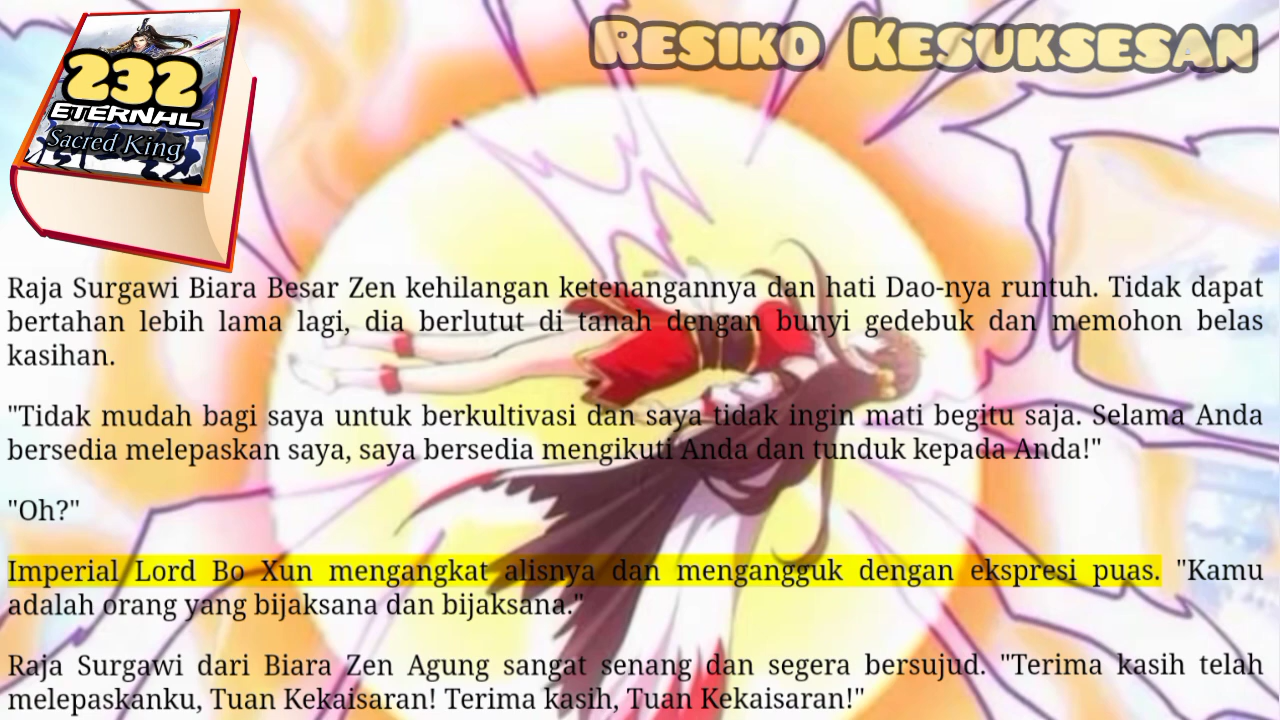 Resiko Kesuksesan
232
ETERNAL
Sacred King
Raja Surgawi Biara Besar Zen kehilangan ketenangannya dan hati Dao-nya runtuh. Tidak dapat
bertahan lebih lama lagi, dia berlutut di tanah dengan bunyi gedebuk dan memohon belas
kasihan.
"Tidak mudah bagi saya untuk berkultivasi dan saya tidak ingin mati begitu saja. Selama Anda
bersedia melepaskan saya, saya bersedia mengikuti Anda dan tunduk kepada Anda!"
"Oh?"
Imperial Lord Bo Xun mengangkat alisnya dan mengangguk dengan ekspresi puas. "Kamu
adalah orang yang bijaksana dan bijaksana."
Raja Surgawi dari Biara Zen Agung sangat senang dan segera bersujud. "Terima kasih telah
melepaskanku, Tuan Kekaisaran! Terima kasih, Tuan Kekaisaran!"